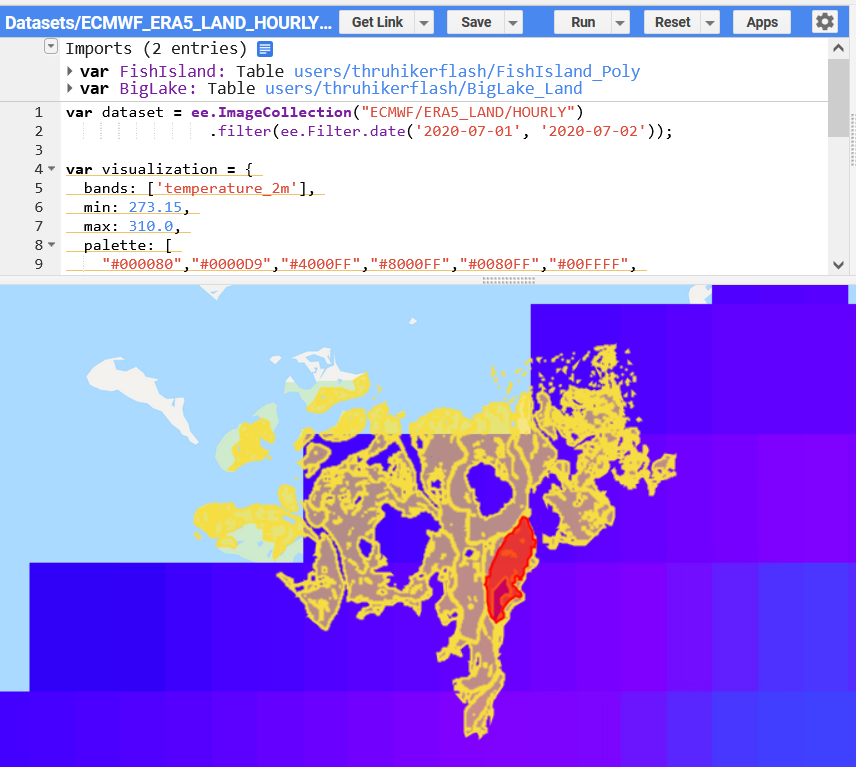 Datasets/ECMWF_ERA5_LAND_HOURLY... Get Link Save Run Reset Apps
Imports (2 entries)
var FishIsland: Table users/thruhikerflash/FishIsland_Poly
var BigLake: Table users/thruhikerflash/BigLake_Land
1 var dataset = ee.ImageCollection("ECMWF/ERA5_LAND/HOURLY")
2 .filter(ee.Filter.date('2020-07-01', '2020-07-02'));
3
4 var visualization = {
5 bands: ['temperature_2m'],
6 min: 273.15,
7 max: 310.0,
8 palette: [
9 "#000080","#0000D9","#4000FF","#8000FF","#0080FF","#00FFFF",